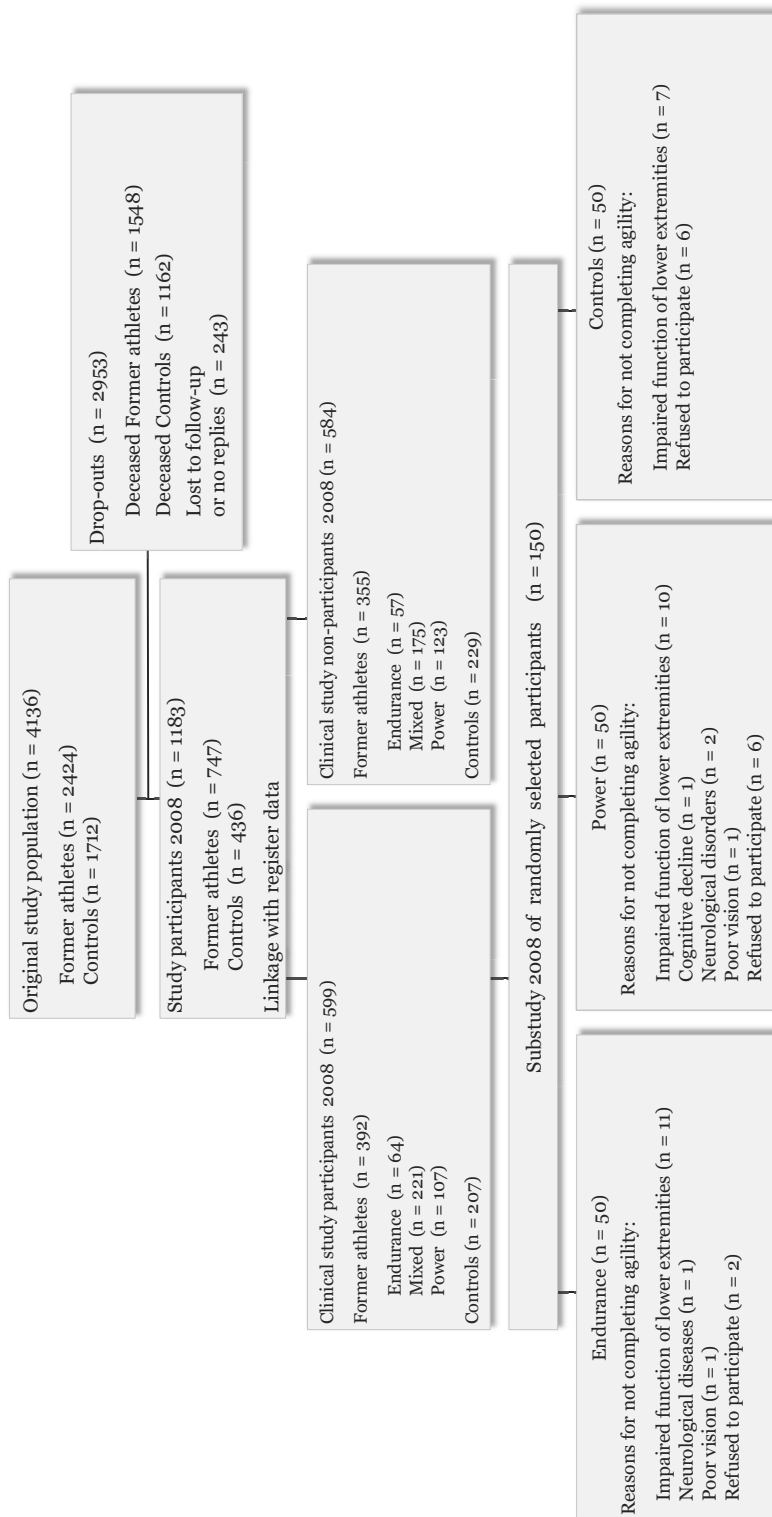 Original study population (n = 4136)
Former athletes (n = 2424)
Controls (n = 1712)
Drop-outs (n = 2953)
Deceased Former athletes (n = 1548)
Deceased Controls (n = 1162)
Lost to follow-up
or no replies (n = 243)
Study participants 2008 (n = 1183)
Former athletes (n = 747)
Controls (n = 436)
Linkage with register data
Clinical study participants 2008 (n = 599)
Former athletes (n = 392)
Endurance (n = 64)
Mixed (n = 221)
Power (n = 107)
Controls (n = 207)
Clinical study non-participants 2008 (n = 584)
Former athletes (n = 355)
Endurance (n = 57)
Mixed (n = 175)
Power (n = 123)
Controls (n = 229)
Substudy 2008 of randomly selected participants (n = 150)
Endurance (n = 50)
Reasons for not completing agility:
Impaired function of lower extremities (n = 11)
Neurological diseases (n = 1)
Poor vision (n = 1)
Refused to participate (n = 2)
Power (n = 50)
Reasons for not completing agility:
Impaired function of lower extremities (n = 10)
Cognitive decline (n = 1)
Neurological disorders (n = 2)
Poor vision (n = 1)
Refused to participate (n = 6)
Controls (n = 50)
Reasons for not completing agility:
Impaired function of lower extremities (n = 7)
Refused to participate (n = 6)